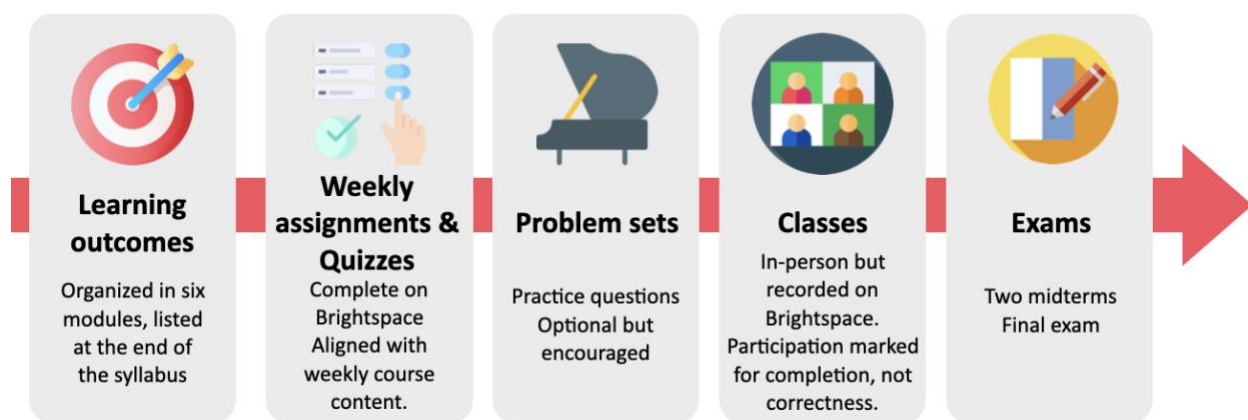 Learning
outcomes
Organized in six
modules, listed
at the end of
the syllabus
Weekly
assignments &
Quizzes
Complete on
Brightspace
Aligned with
weekly course
content.
Problem sets
Practice questions
Optional but
encouraged
Classes
In-person but
recorded on
Brightspace.
Participation marked
for completion, not
correctness.
Exams
Two midterms
Final exam